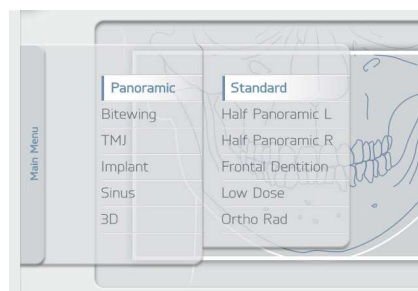 Main Menu
Panoramic
Bitewing
TMJ
Implant
Sinus
3D
Standard
Half Panoramic L
Half Panoramic R
Frontal Dentition
Low Dose
Ortho Rad